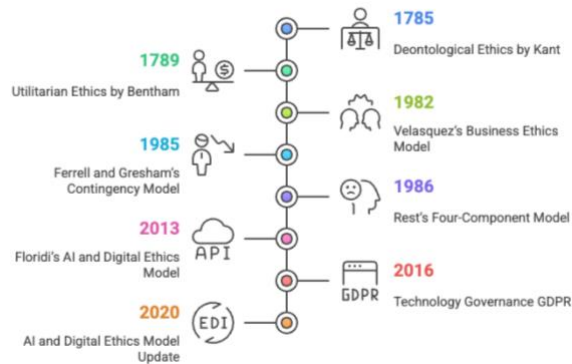 1785
Deontological Ethics by Kant
1789
Utilitarian Ethics by Bentham
$
1982
Velasquez's Business Ethics
Model
1985
Ferrell and Gresham's
Contingency Model
1986
Rest's Four-Component Model
2013
Floridi's AI and Digital Ethics
Model
API
2016
Technology Governance GDPR
GDPR
2020
AI and Digital Ethics Model
Update
EDI